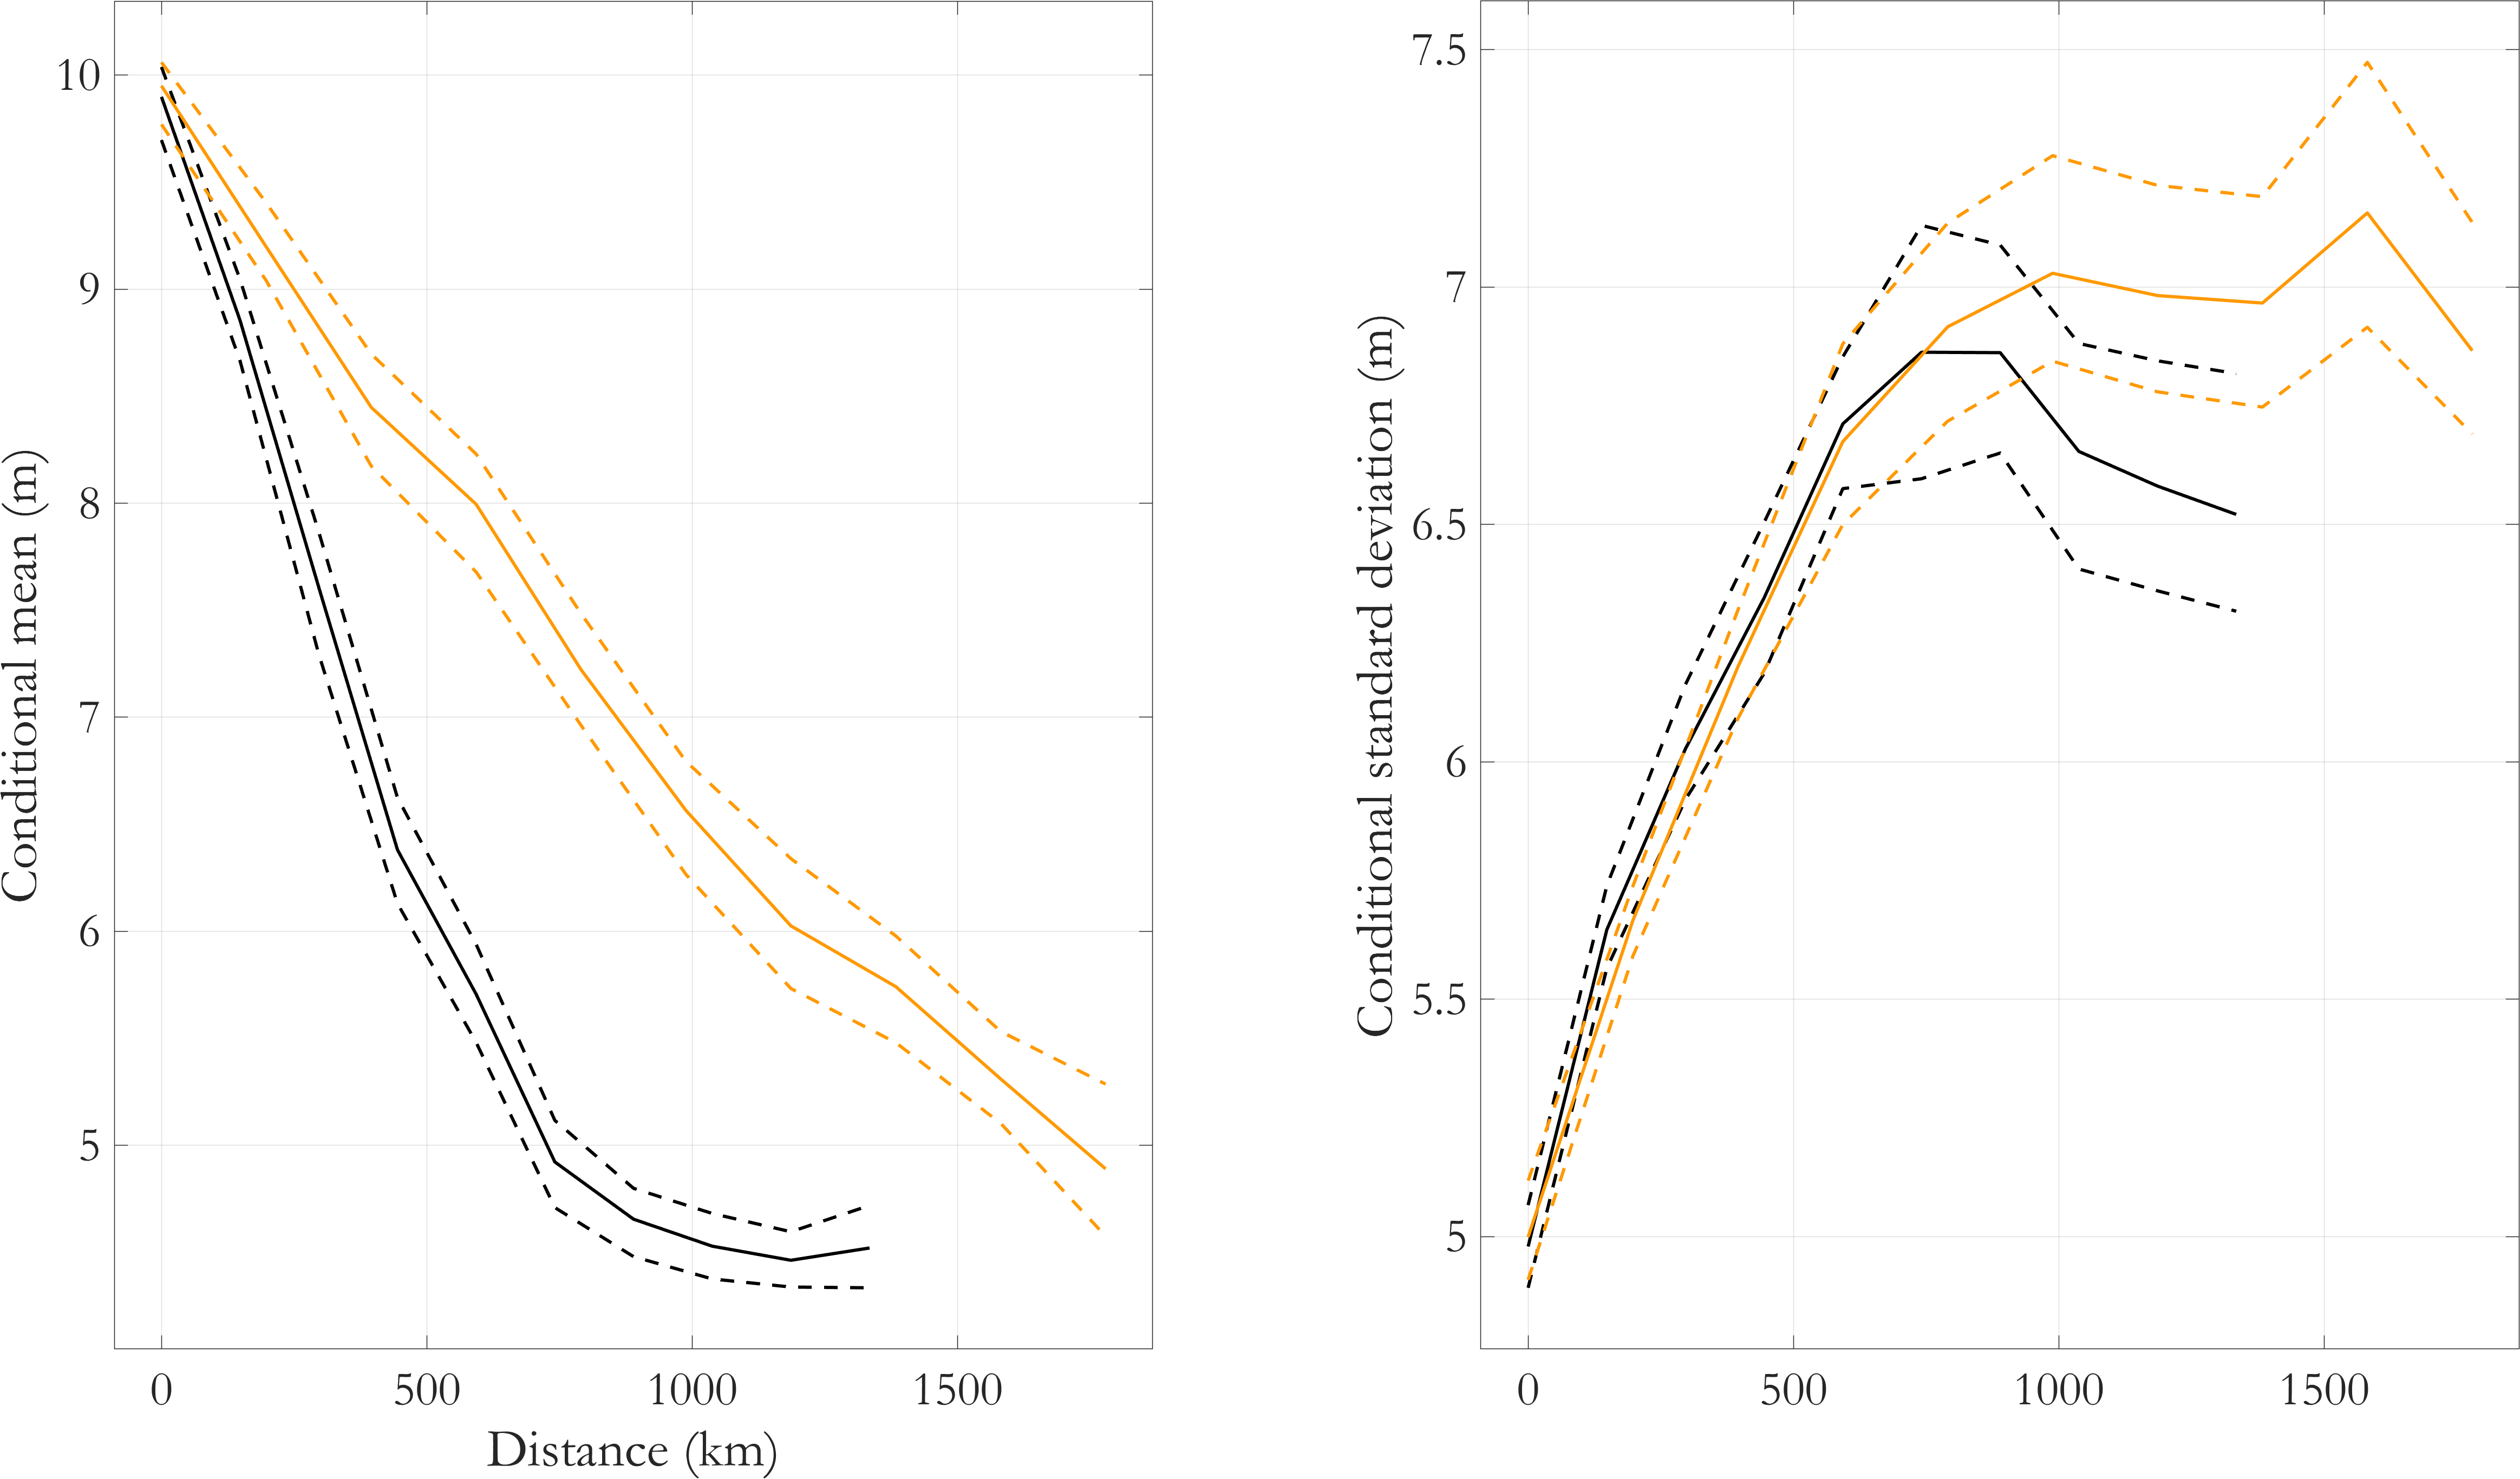 Conditional mean (m)
10
9
8
7
6
5
0 500 1000 1500
Distance (km)
Conditional standard deviation (m)
7.5
7
6.5
6
5.5
5
0 500 1000 1500